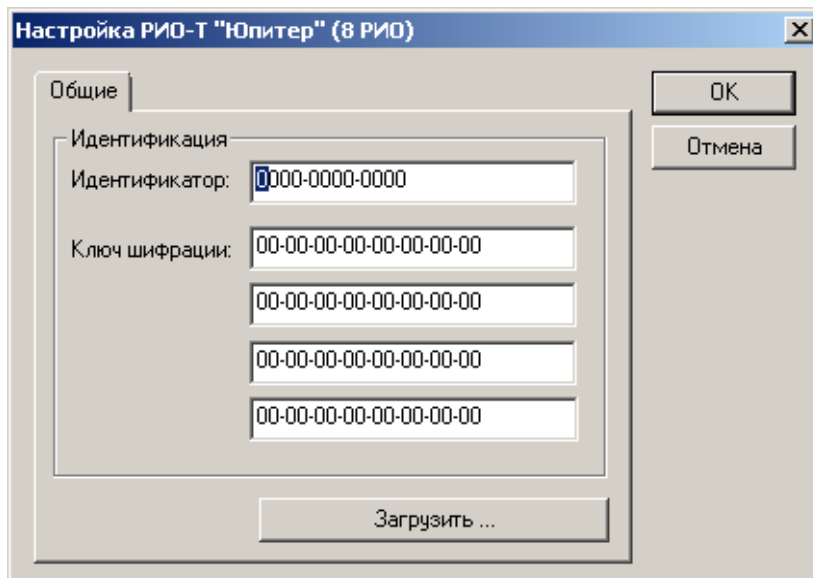 Настройка РИО-Т "Юпитер" (8 РИО)
Общие
OK
Отмена
Идентификация
Идентификатор: 0000-0000-0000
Ключ шифрации: 00-00-00-00-00-00-00-00
00-00-00-00-00-00-00-00
00-00-00-00-00-00-00-00
00-00-00-00-00-00-00-00
Загрузить ...